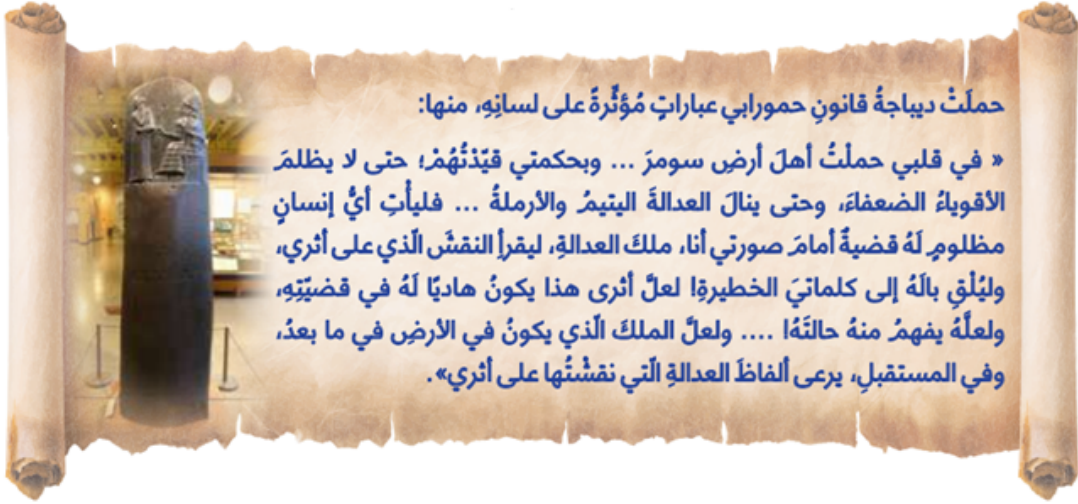 حملَتْ ديباجةُ قانونِ حمورابي عباراتٍ مُؤثِّرةً على لسانِهِ، منها:
« في قلبي حملْتُ أهلَ أرضِ سومرَ ... وبحكمتي قيّدْتُهُمْ؛ حتى لا يظلمَ
الأقوياءُ الضعفاءَ، وحتى ينالَ العدالةَ اليتيمُ والأرملةُ ... فليأْتِ أيُّ إنسانٍ
مظلومٍ لَهُ قضيةٌ أمامَ صورتي أنا، ملكَ العدالةِ، ليقرأِ النقشَ الّذي على أثري،
وليُلْقِ بالَهُ إلى كلماتيَ الخطيرةِ! لعلَّ أثرى هذا يكونُ هاديًا لَهُ في قضيّتِهِ،
ولعلَّهُ يفهمُ منهُ حالتَهُ! .... ولعلَّ الملكَ الّذي يكونُ في الأرضِ في ما بعدُ،
وفي المستقبلِ، يرعى ألفاظَ العدالةِ الّتي نقشْتُها على أثري».